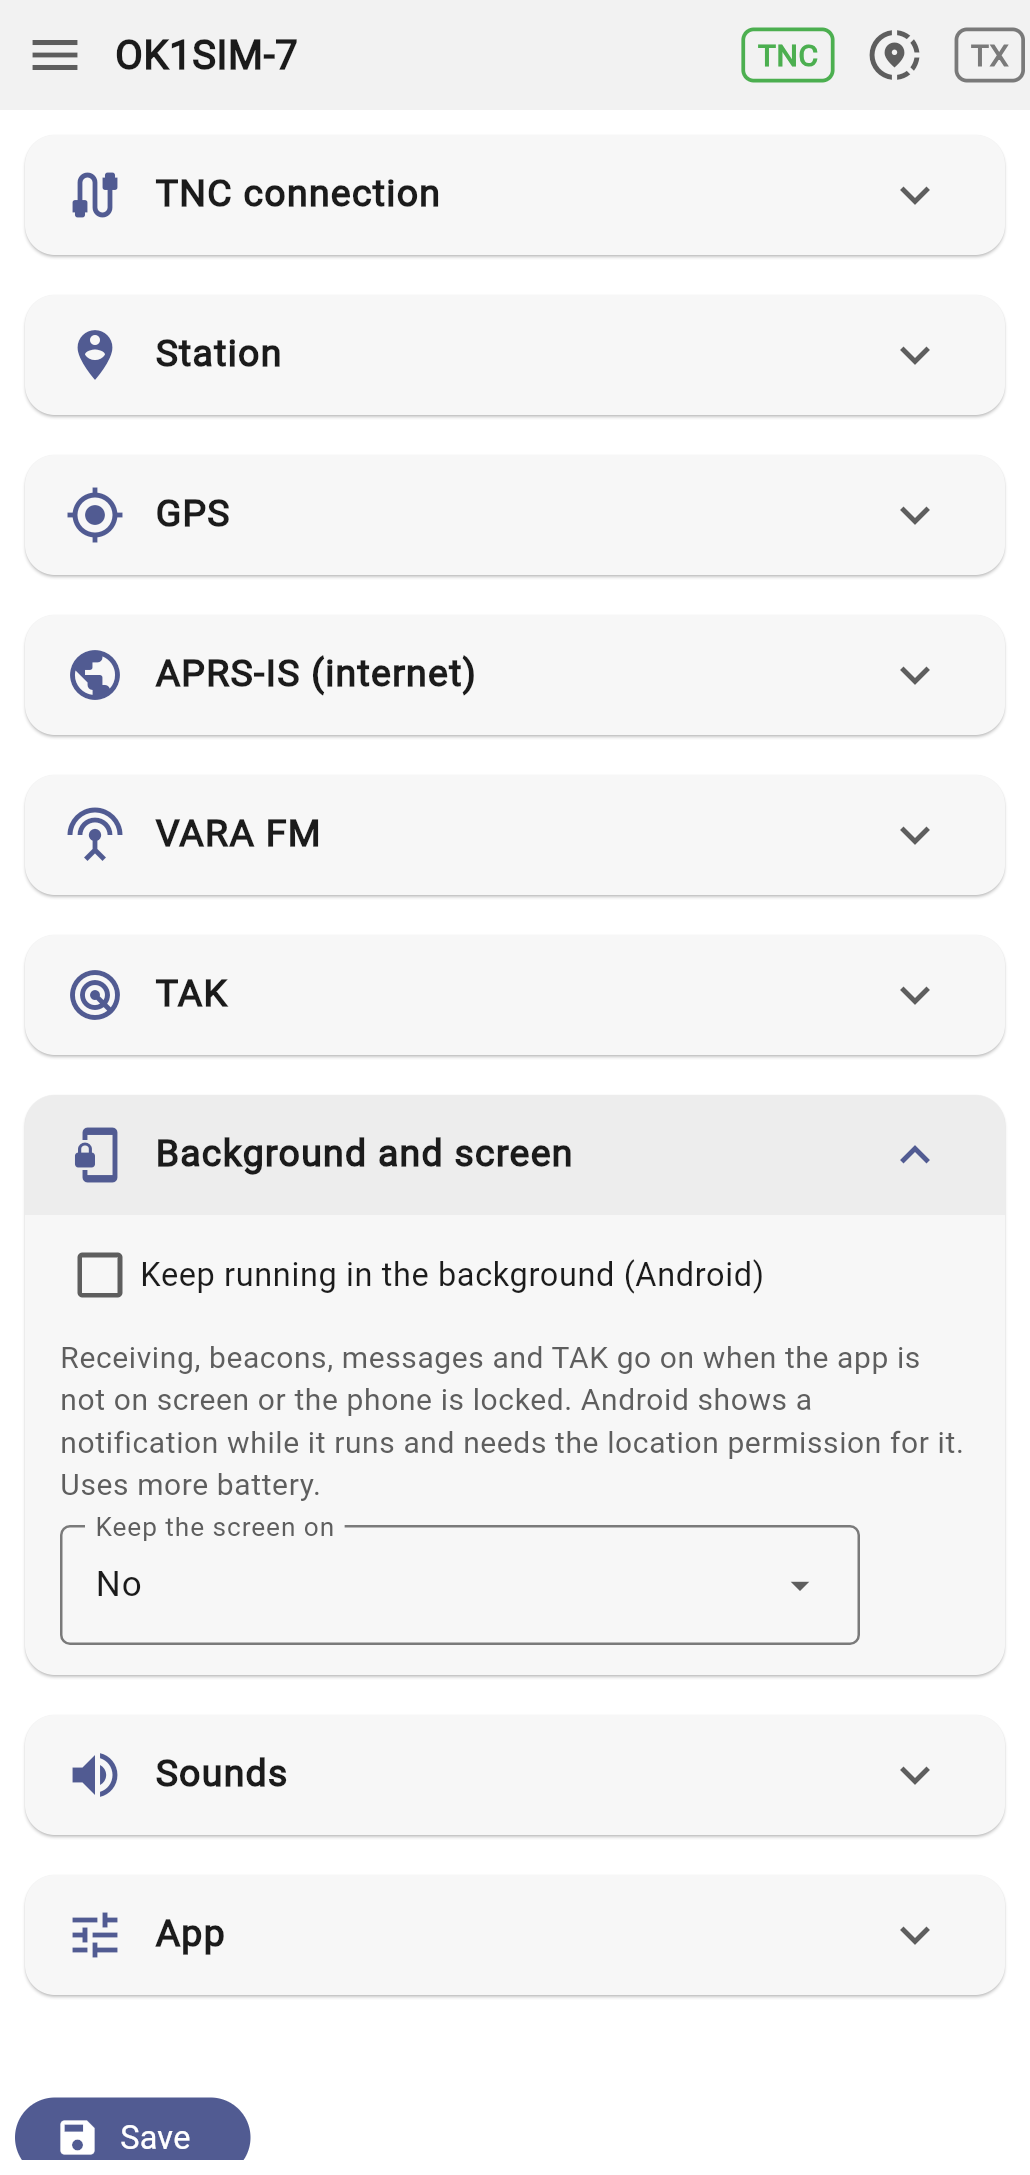 OK1SIM-7
TNC
TX
TNC connection
Station
GPS
APRS-IS (internet)
VARA FM
TAK
Background and screen
Keep running in the background (Android)
Receiving, beacons, messages and TAK go on when the app is
not on screen or the phone is locked. Android shows a
notification while it runs and needs the location permission for it.
Uses more battery.
Keep the screen on
No
Sounds
App
Save